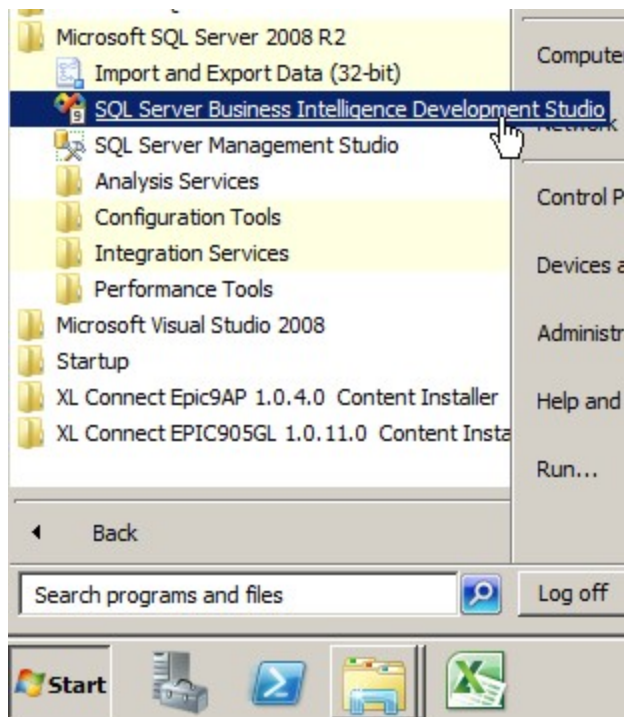 Microsoft SQL Server 2008 R2
Import and Export Data (32-bit)
SQL Server Business Intelligence Development Studio
SQL Server Management Studio
Analysis Services
Configuration Tools
Integration Services
Performance Tools
Microsoft Visual Studio 2008
Startup
XL Connect Epic9AP 1.0.4.0 Content Installer
XL Connect EPIC905GL 1.0.11.0 Content Insta
Back
Search programs and files
Computer
Network
Control P
Devices a
Administr
Help and
Run...
Log off
Start